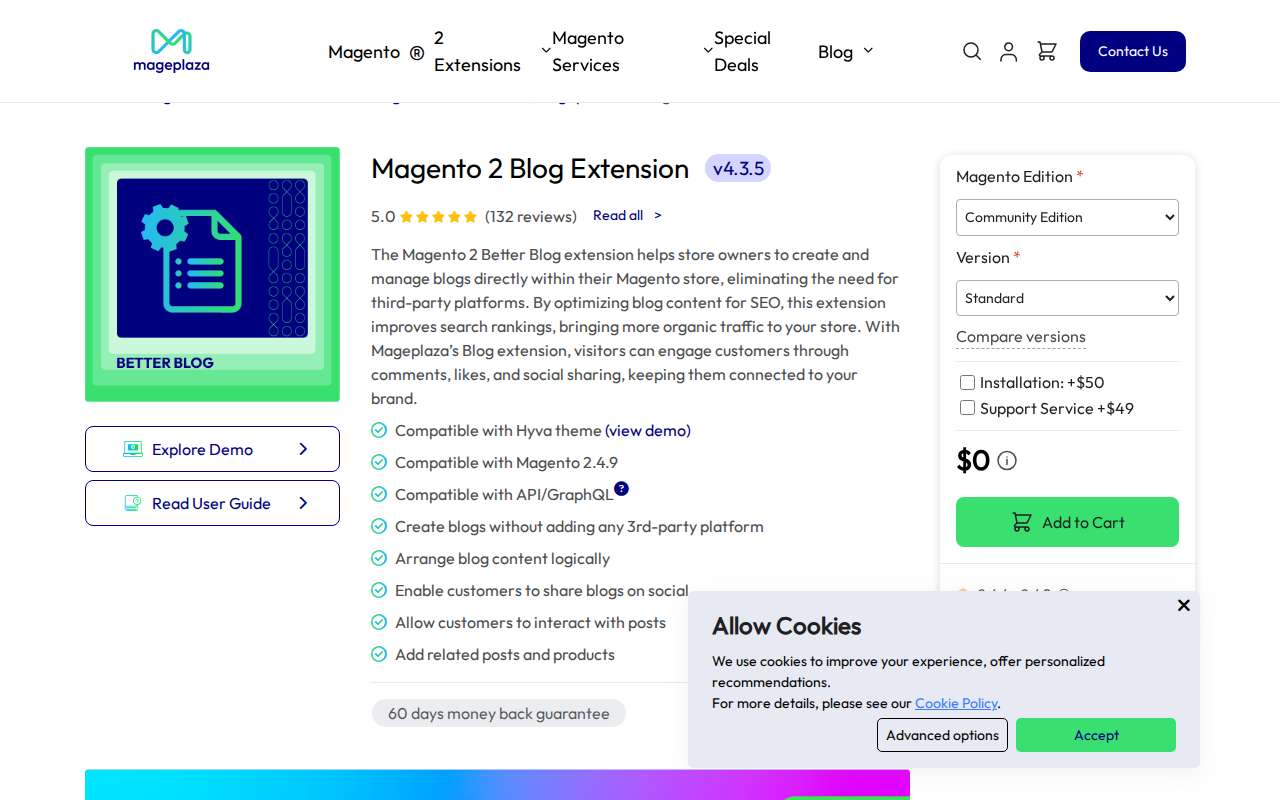 mageplaza
Magento ® 2 Extensions
Magento Services
Special Deals
Blog
Contact Us
BETTER BLOG
Explore Demo
Read User Guide
Magento 2 Blog Extension v4.3.5
5.0 (132 reviews) Read all >
The Magento 2 Better Blog extension helps store owners to create and
manage blogs directly within their Magento store, eliminating the need for
third-party platforms. By optimizing blog content for SEO, this extension
improves search rankings, bringing more organic traffic to your store. With
Mageplaza’s Blog extension, visitors can engage customers through
comments, likes, and social sharing, keeping them connected to your
brand.
Compatible with Hyva theme (view demo)
Compatible with Magento 2.4.9
Compatible with API/GraphQL ?
Create blogs without adding any 3rd-party platform
Arrange blog content logically
Enable customers to share blogs on social
Allow customers to interact with posts
Add related posts and products
60 days money back guarantee
Magento Edition *
Community Edition
Version *
Standard
Compare versions
Installation: +$50
Support Service +$49
$0
Add to Cart
Allow Cookies
We use cookies to improve your experience, offer personalized
recommendations.
For more details, please see our Cookie Policy.
Advanced options
Accept